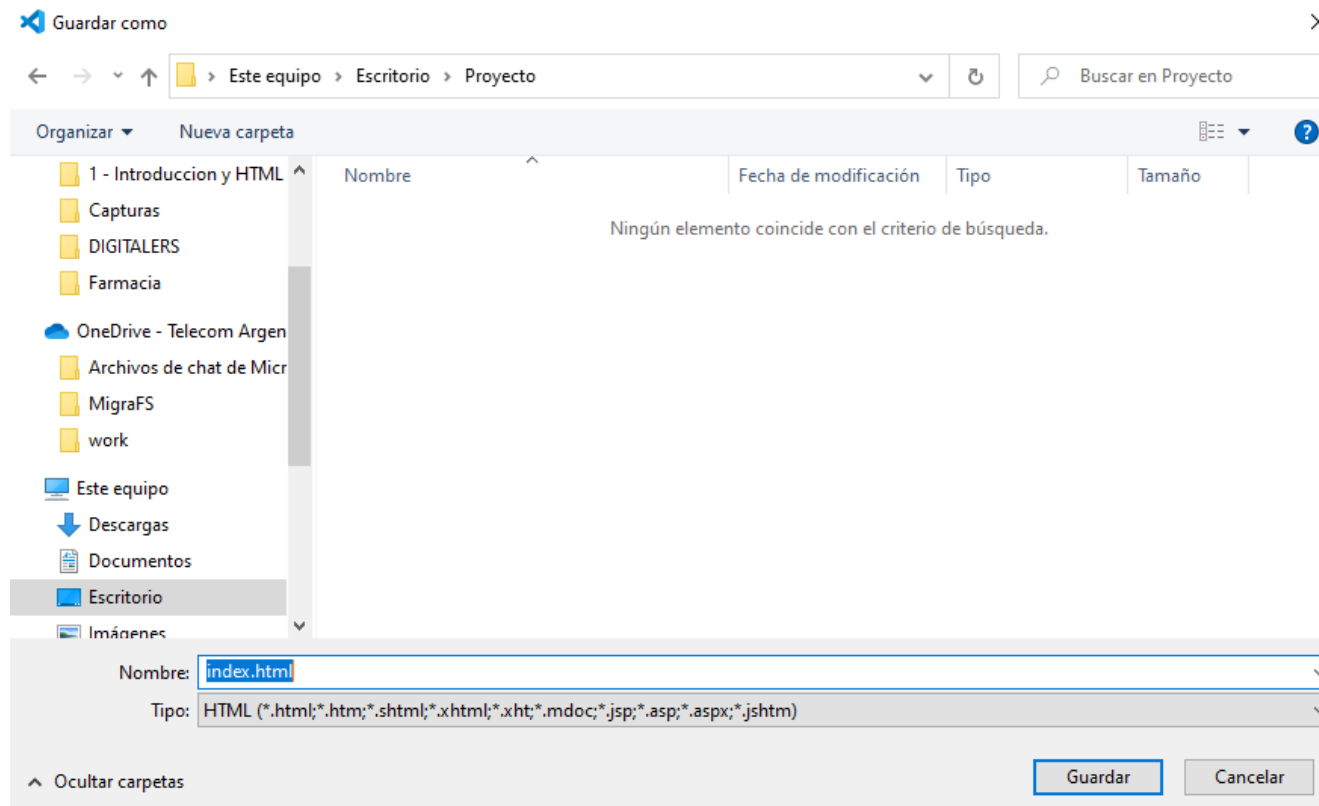 Guardar como
Este equipo > Escritorio > Proyecto
Buscar en Proyecto
Organizar
Nueva carpeta
?
1 - Introduccion y HTML
Capturas
DIGITALERS
Farmacia
OneDrive - Telecom Argen
Archivos de chat de Micr
MigraFS
work
Este equipo
Descargas
Documentos
Escritorio
Imágenes
Nombre
Fecha de modificación
Tipo
Tamaño
Ningún elemento coincide con el criterio de búsqueda.
Nombre: index.html
Tipo: HTML (*.html;*.htm;*.shtml;*.xhtml;*.xht;*.mdoc;*.jsp;*.asp;*.aspx;*.jshtm)
Ocultar carpetas
Guardar
Cancelar